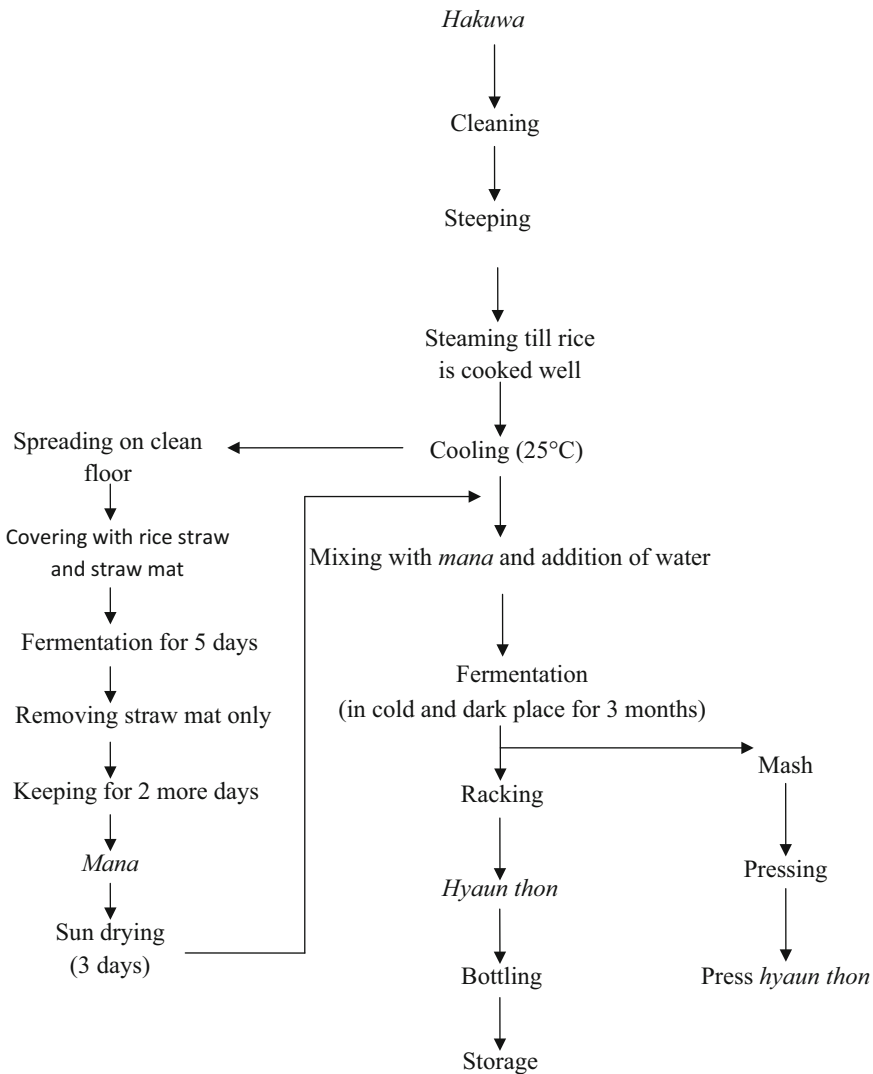 Hakuwa
Cleaning
Steeping
Steaming till rice
is cooked well
Cooling (25°C)
Spreading on clean
floor
Covering with rice straw
and straw mat
Fermentation for 5 days
Removing straw mat only
Keeping for 2 more days
Mana
Sun drying
(3 days)
Mixing with mana and addition of water
Fermentation
(in cold and dark place for 3 months)
Racking
Hyaun thon
Bottling
Storage
Mash
Pressing
Press hyaun thon